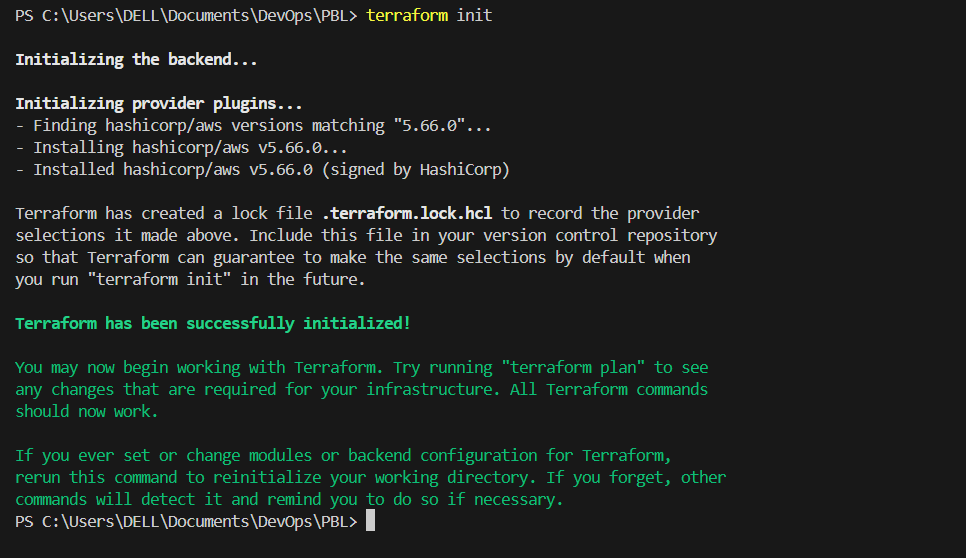 PS C:\Users\DELL\Documents\DevOps\PBL> terraform init
Initializing the backend...
Initializing provider plugins...
- Finding hashicorp/aws versions matching "5.66.0"...
- Installing hashicorp/aws v5.66.0...
- Installed hashicorp/aws v5.66.0 (signed by HashiCorp)
Terraform has created a lock file .terraform.lock.hcl to record the provider
selections it made above. Include this file in your version control repository
so that Terraform can guarantee to make the same selections by default when
you run "terraform init" in the future.
Terraform has been successfully initialized!
You may now begin working with Terraform. Try running "terraform plan" to see
any changes that are required for your infrastructure. All Terraform commands
should now work.
If you ever set or change modules or backend configuration for Terraform,
rerun this command to reinitialize your working directory. If you forget, other
commands will detect it and remind you to do so if necessary.
PS C:\Users\DELL\Documents\DevOps\PBL>